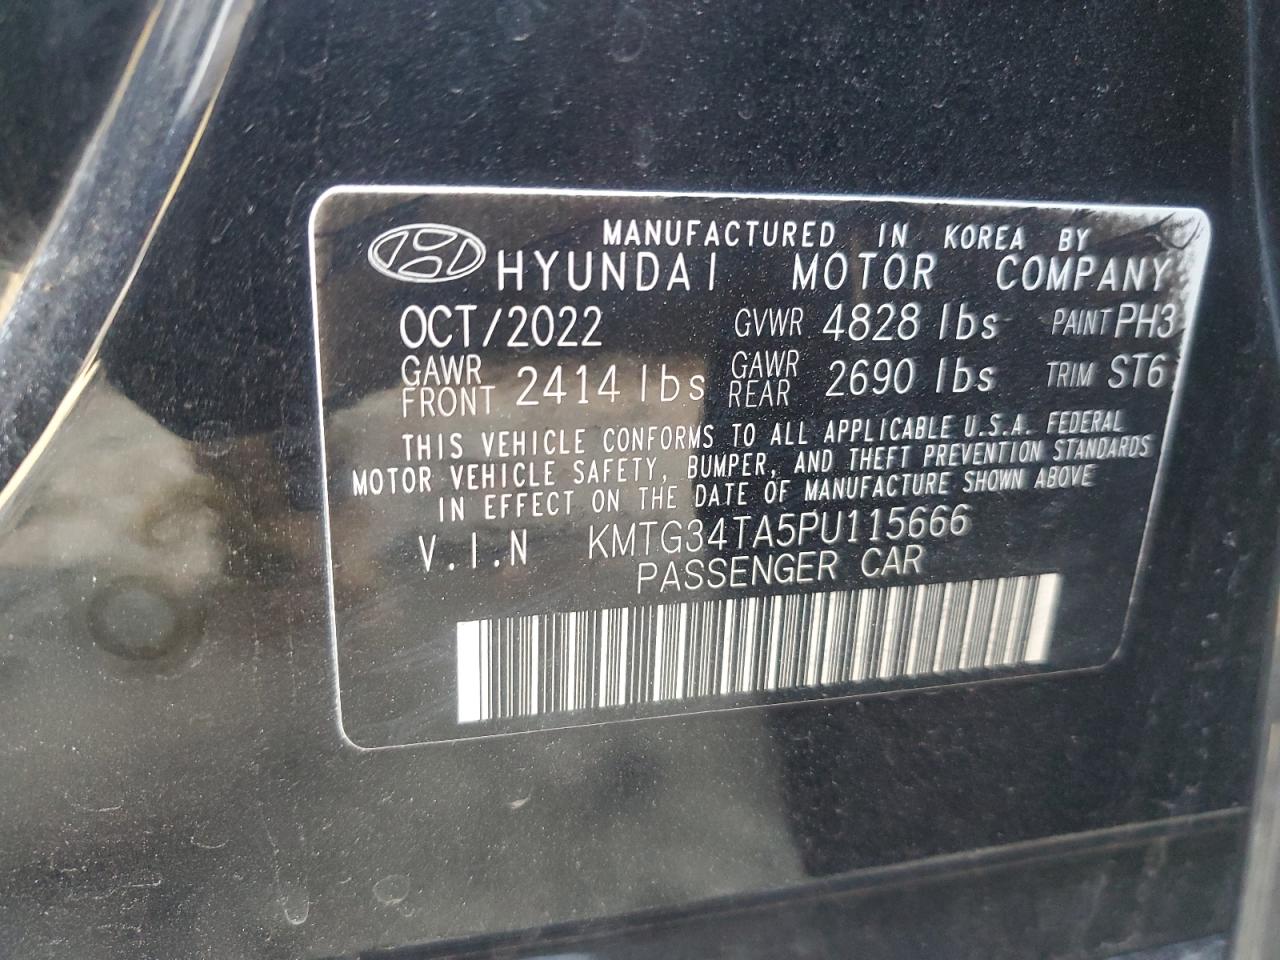 MANUFACTURED IN KOREA BY
HYUNDAI MOTOR COMPANY
OCT/2022 GVWR 4828 lbs PAINT PH3
GAWR FRONT 2414 lbs GAWR REAR 2690 lbs TRIM ST6
THIS VEHICLE CONFORMS TO ALL APPLICABLE U.S.A. FEDERAL
MOTOR VEHICLE SAFETY, BUMPER, AND THEFT PREVENTION STANDARDS
IN EFFECT ON THE DATE OF MANUFACTURE SHOWN ABOVE
V.I.N KMTG34TA5PU115666
PASSENGER CAR